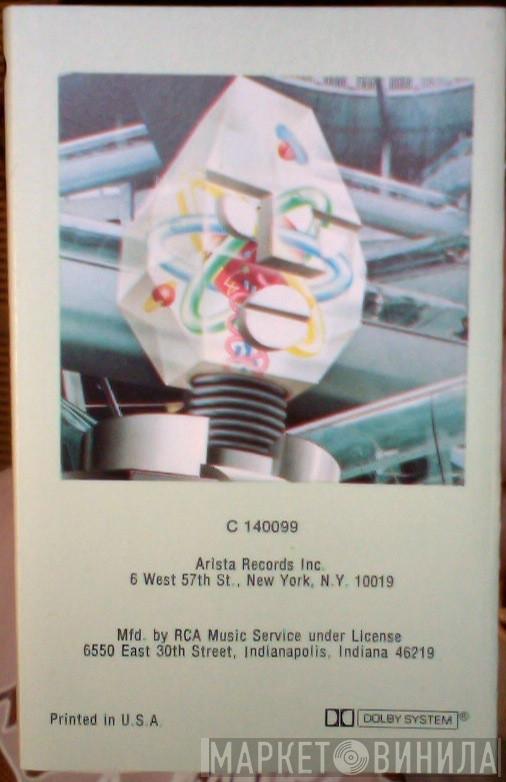 C 140099
Arista Records Inc.
6 West 57th St., New York, N.Y. 10019
Mfd. by RCA Music Service under License
6550 East 30th Street, Indianapolis, Indiana 46219
Printed in U.S.A.
DOLBY SYSTEM®
МАРКЕТ ВИНИЛА